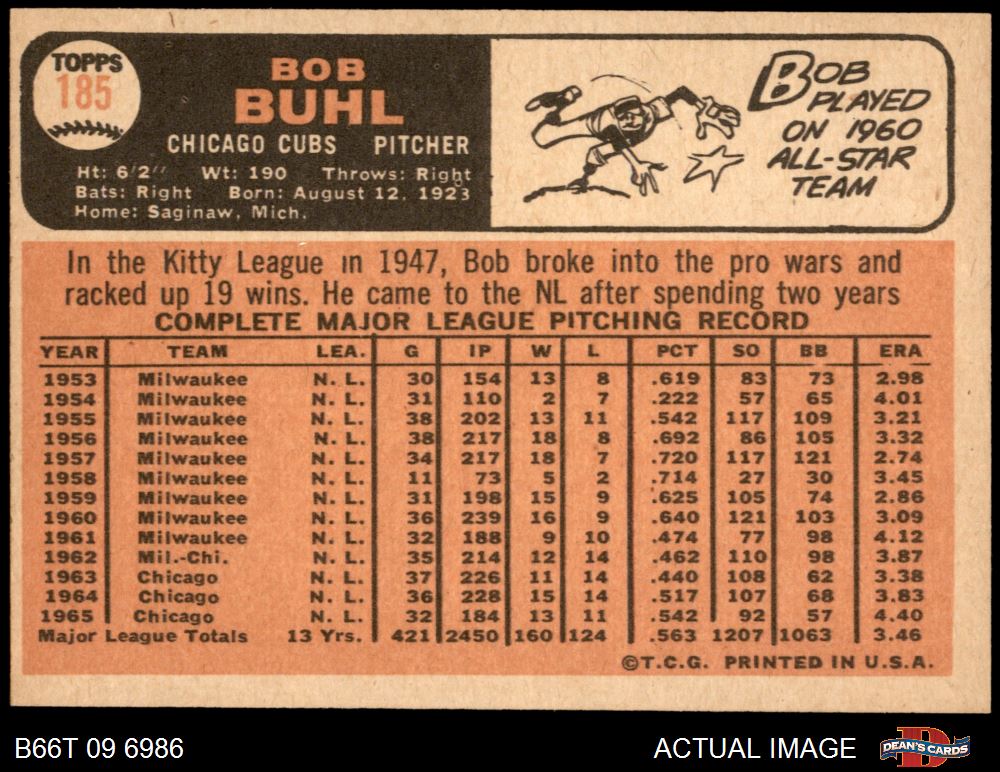 TOPPS
185
BOB
BUHL
CHICAGO CUBS PITCHER
Ht: 6'2" Wt: 190 Throws: Right
Bats: Right Born: August 12, 1923
Home: Saginaw, Mich.
BOB
PLAYED
ON 1960
ALL-STAR
TEAM
In the Kitty League in 1947, Bob broke into the pro wars and
racked up 19 wins. He came to the NL after spending two years
COMPLETE MAJOR LEAGUE PITCHING RECORD
YEAR TEAM LEA. G IP W L PCT SO BB ERA
1953 Milwaukee N. L. 30 154 13 8 .619 83 73 2.98
1954 Milwaukee N. L. 31 110 2 7 .222 57 65 4.01
1955 Milwaukee N. L. 38 202 13 11 .542 117 109 3.21
1956 Milwaukee N. L. 38 217 18 8 .692 86 105 3.32
1957 Milwaukee N. L. 34 217 18 7 .720 117 121 2.74
1958 Milwaukee N. L. 11 73 5 2 .714 27 30 3.45
1959 Milwaukee N. L. 31 198 15 9 .625 105 74 2.86
1960 Milwaukee N. L. 36 239 16 9 .640 121 103 3.09
1961 Milwaukee N. L. 32 188 9 10 .474 77 98 4.12
1962 Mil.-Chi. N. L. 35 214 12 14 .462 110 98 3.87
1963 Chicago N. L. 37 226 11 14 .440 108 62 3.38
1964 Chicago N. L. 36 228 15 14 .517 107 68 3.83
1965 Chicago N. L. 32 184 13 11 .542 92 57 4.40
Major League Totals 13 Yrs. 421 2450 160 124 .563 1207 1063 3.46
©T.C.G. PRINTED IN U.S.A.
B66T 09 6986 ACTUAL IMAGE DEAN'S CARDS